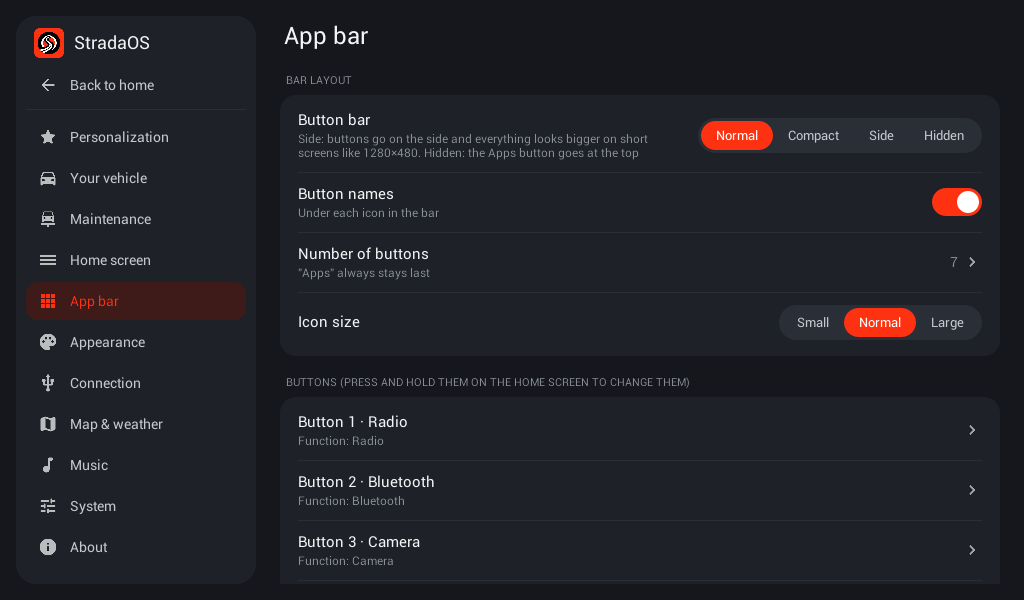 StradaOS
Back to home
Personalization
Your vehicle
Maintenance
Home screen
App bar
Appearance
Connection
Map & weather
Music
System
About
App bar
BAR LAYOUT
Button bar
Side: buttons go on the side and everything looks bigger on short
screens like 1280×480. Hidden: the Apps button goes at the top
Normal Compact Side Hidden
Button names
Under each icon in the bar
Number of buttons
"Apps" always stays last
7
Icon size
Small Normal Large
BUTTONS (PRESS AND HOLD THEM ON THE HOME SCREEN TO CHANGE THEM)
Button 1 · Radio
Function: Radio
Button 2 · Bluetooth
Function: Bluetooth
Button 3 · Camera
Function: Camera